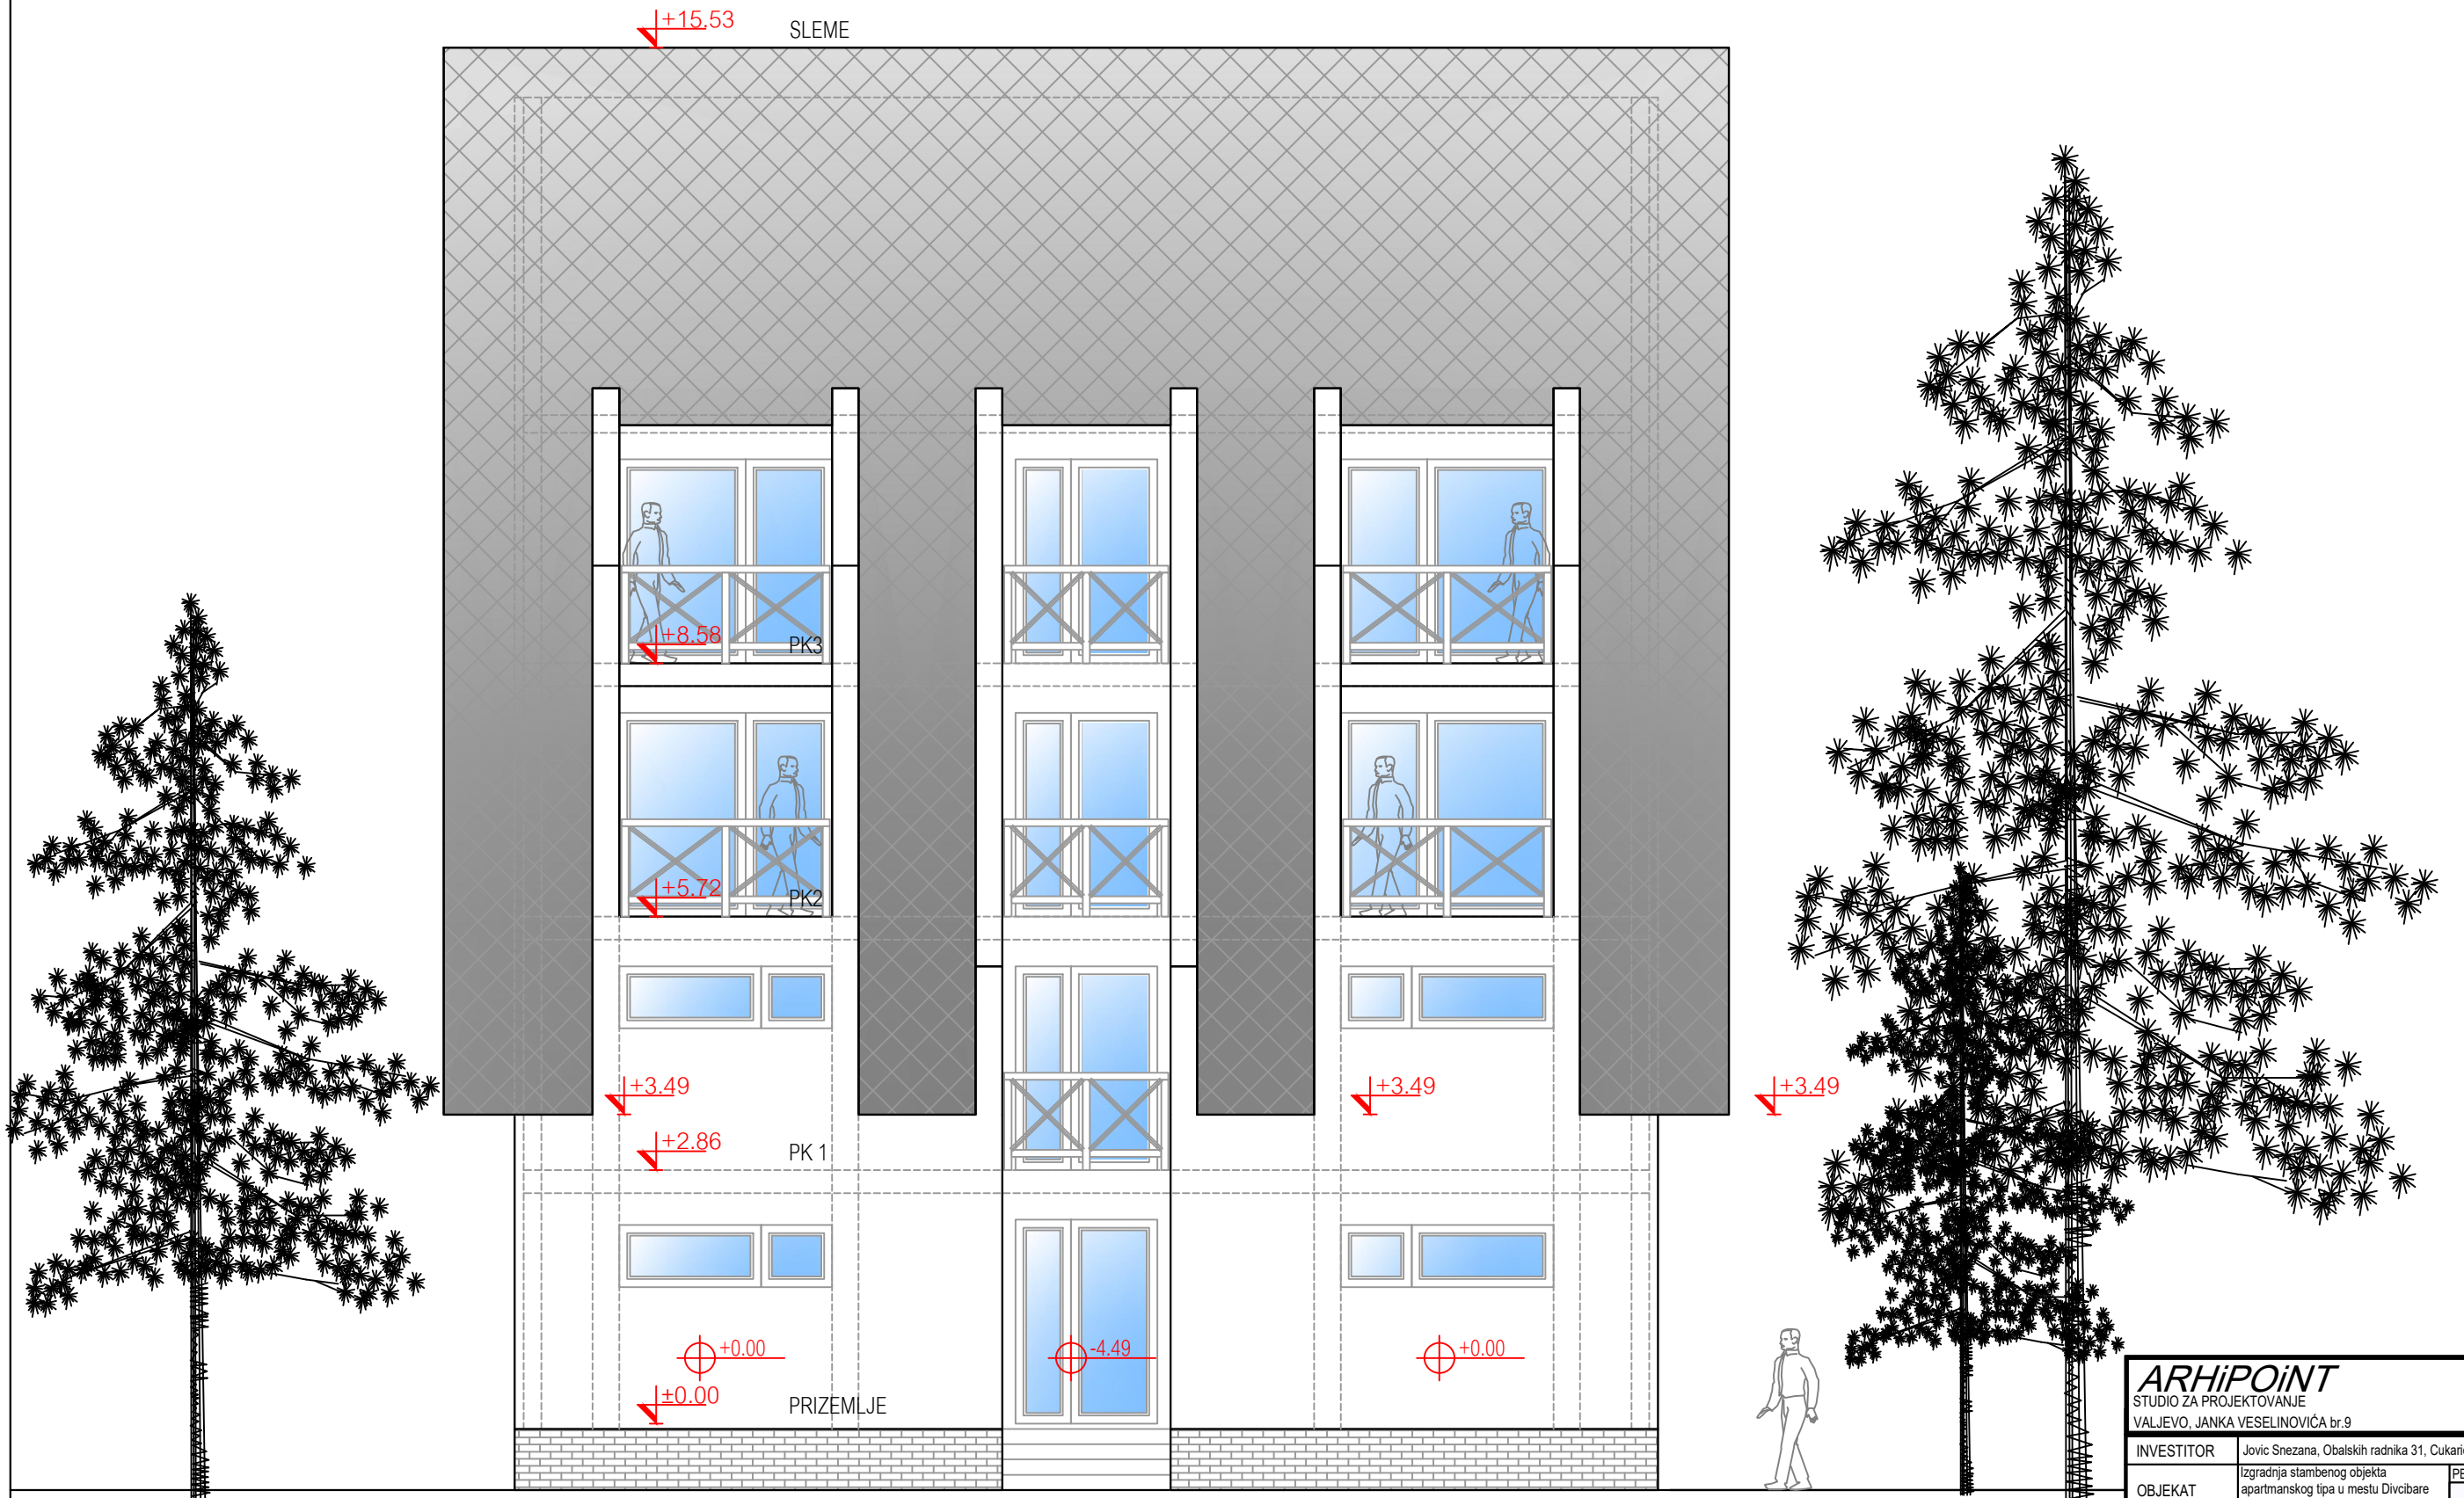 +15.53
SLEME
+8.58
PK3
+5.72
PK2
+3.49
+3.49
+3.49
+2.86
PK 1
+0.00
-4.49
+0.00
±0.00
PRIZEMLJE
ARHiPOiNT
STUDIO ZA PROJEKTOVANJE
VALJEVO, JANKA VESELINOVIĆA br.9
INVESTITOR
Jovic Snezana, Obalskih radnika 31,
OBJEKAT
Izgradnja stambenog objekta
apartmanskog tipa u mestu Divcibare